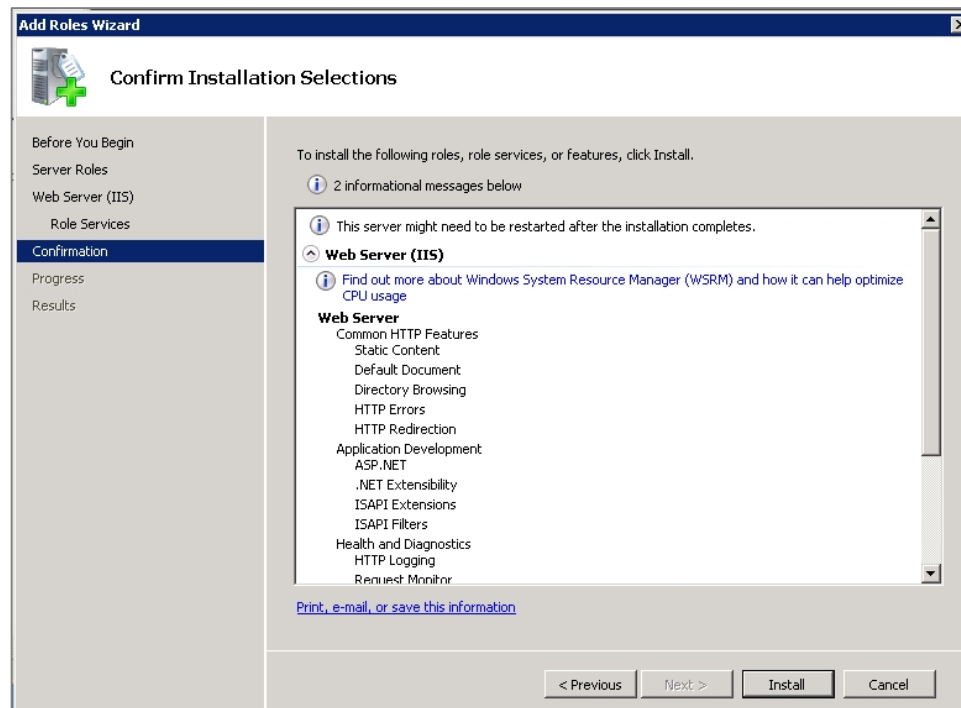 Add Roles Wizard
Confirm Installation Selections
Before You Begin
Server Roles
Web Server (IIS)
Role Services
Confirmation
Progress
Results
To install the following roles, role services, or features, click Install.
2 informational messages below
This server might need to be restarted after the installation completes.
Web Server (IIS)
Find out more about Windows System Resource Manager (WSRM) and how it can help optimize
CPU usage
Web Server
Common HTTP Features
Static Content
Default Document
Directory Browsing
HTTP Errors
HTTP Redirection
Application Development
ASP.NET
.NET Extensibility
ISAPI Extensions
ISAPI Filters
Health and Diagnostics
HTTP Logging
Request Monitor
Print, e-mail, or save this information
< Previous
Next >
Install
Cancel